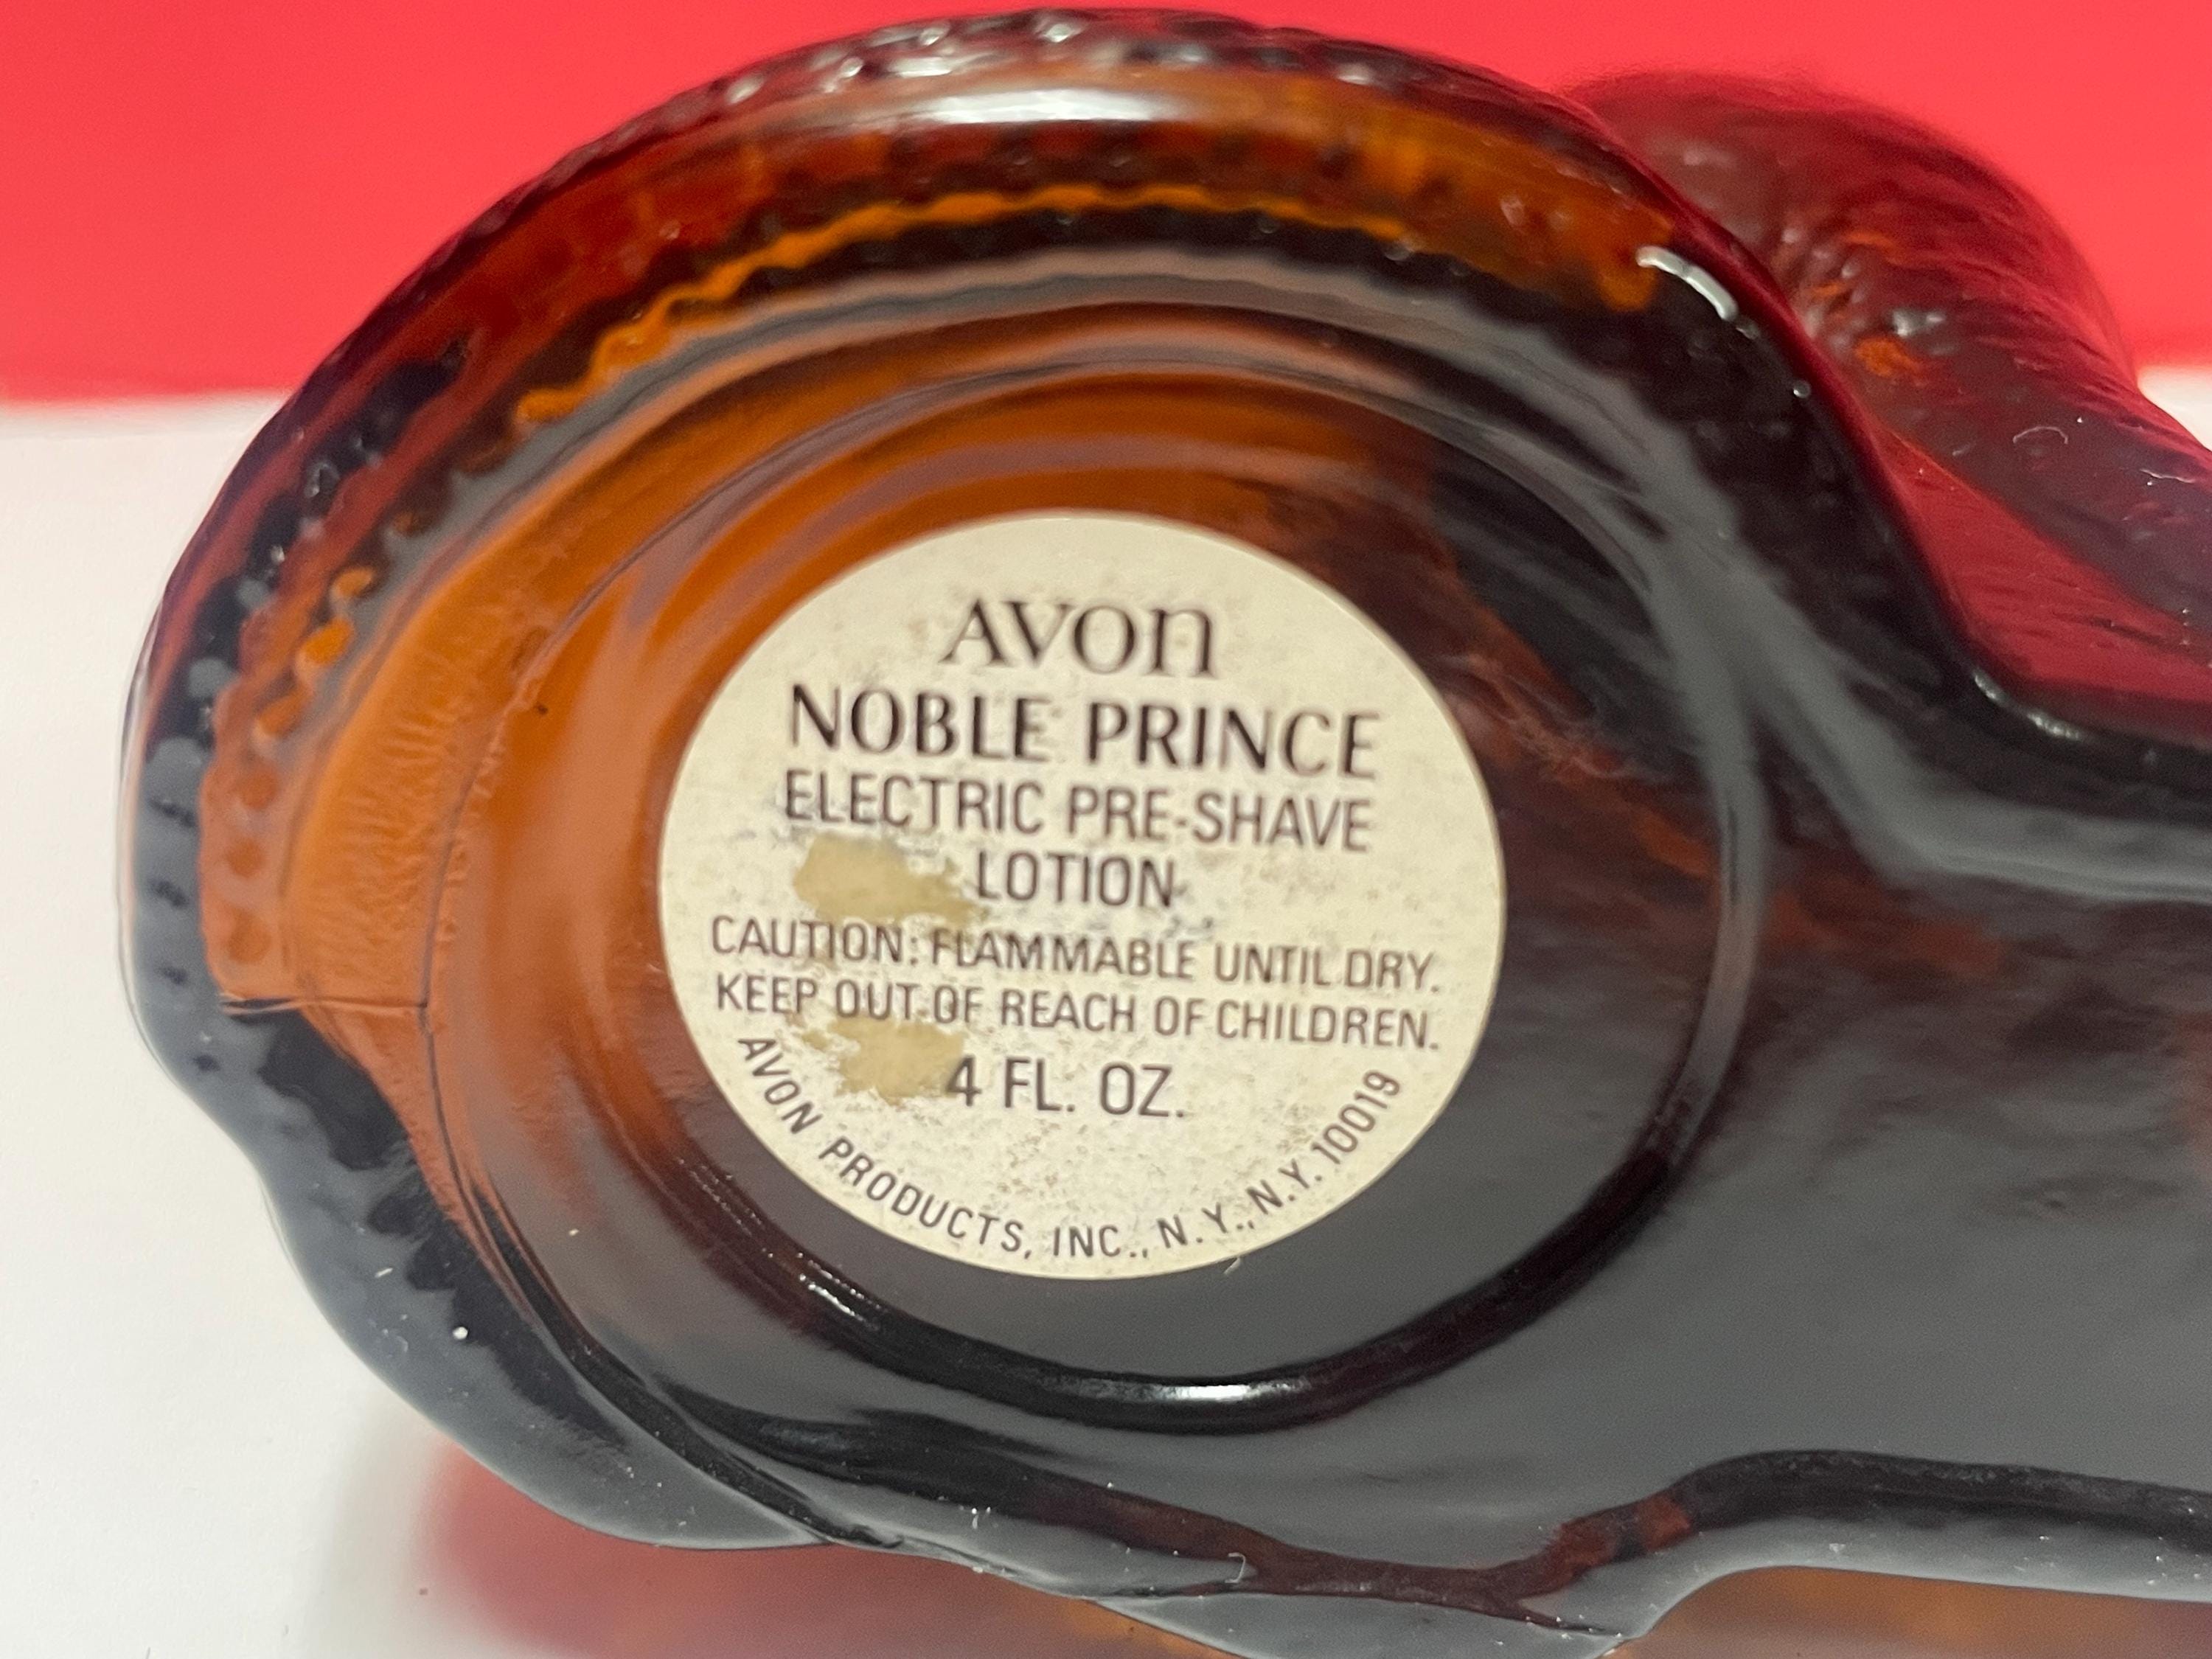 AVON
NOBLE PRINCE
ELECTRIC PRE-SHAVE
LOTION
CAUTION: FLAMMABLE UNTIL DRY.
KEEP OUT OF REACH OF CHILDREN.
4 FL. OZ.
AVON PRODUCTS, INC., N.Y., N.Y. 10019